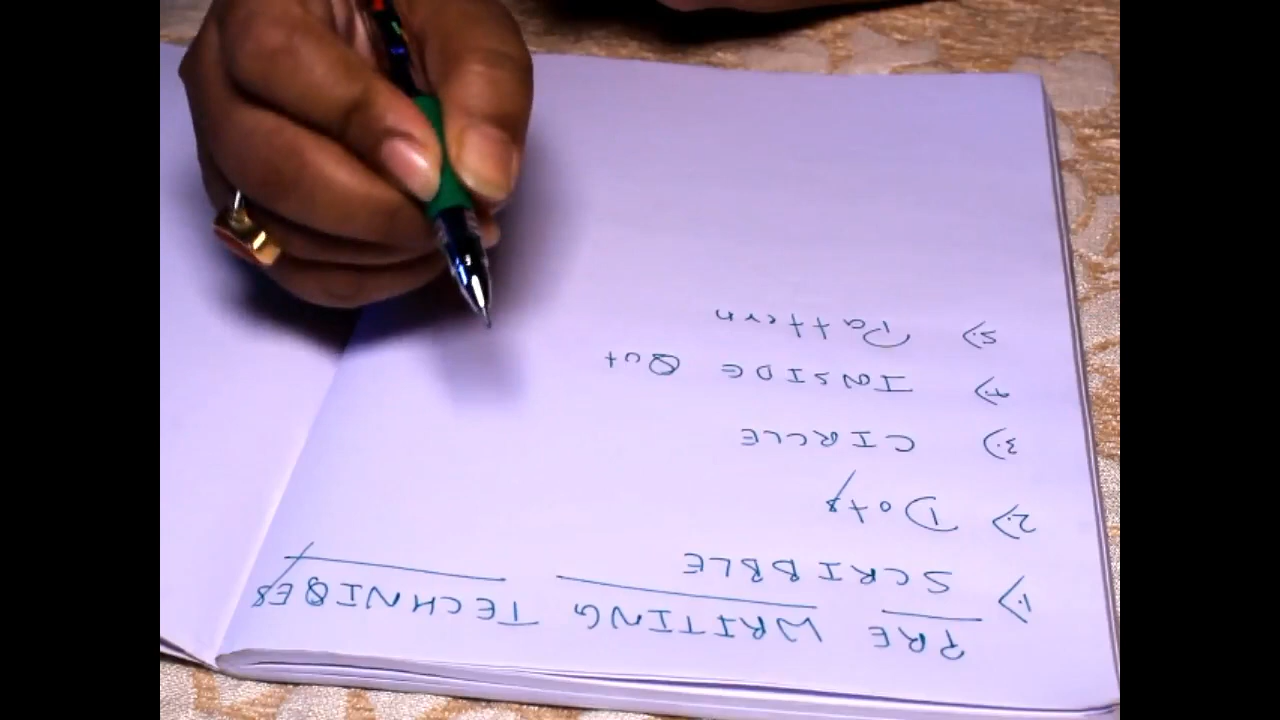 PRE WRITING TECHNIQES
1) SCRIBBLE
2) Dots
3) CIRCLE
4) INSIDE Out
5) Pattern